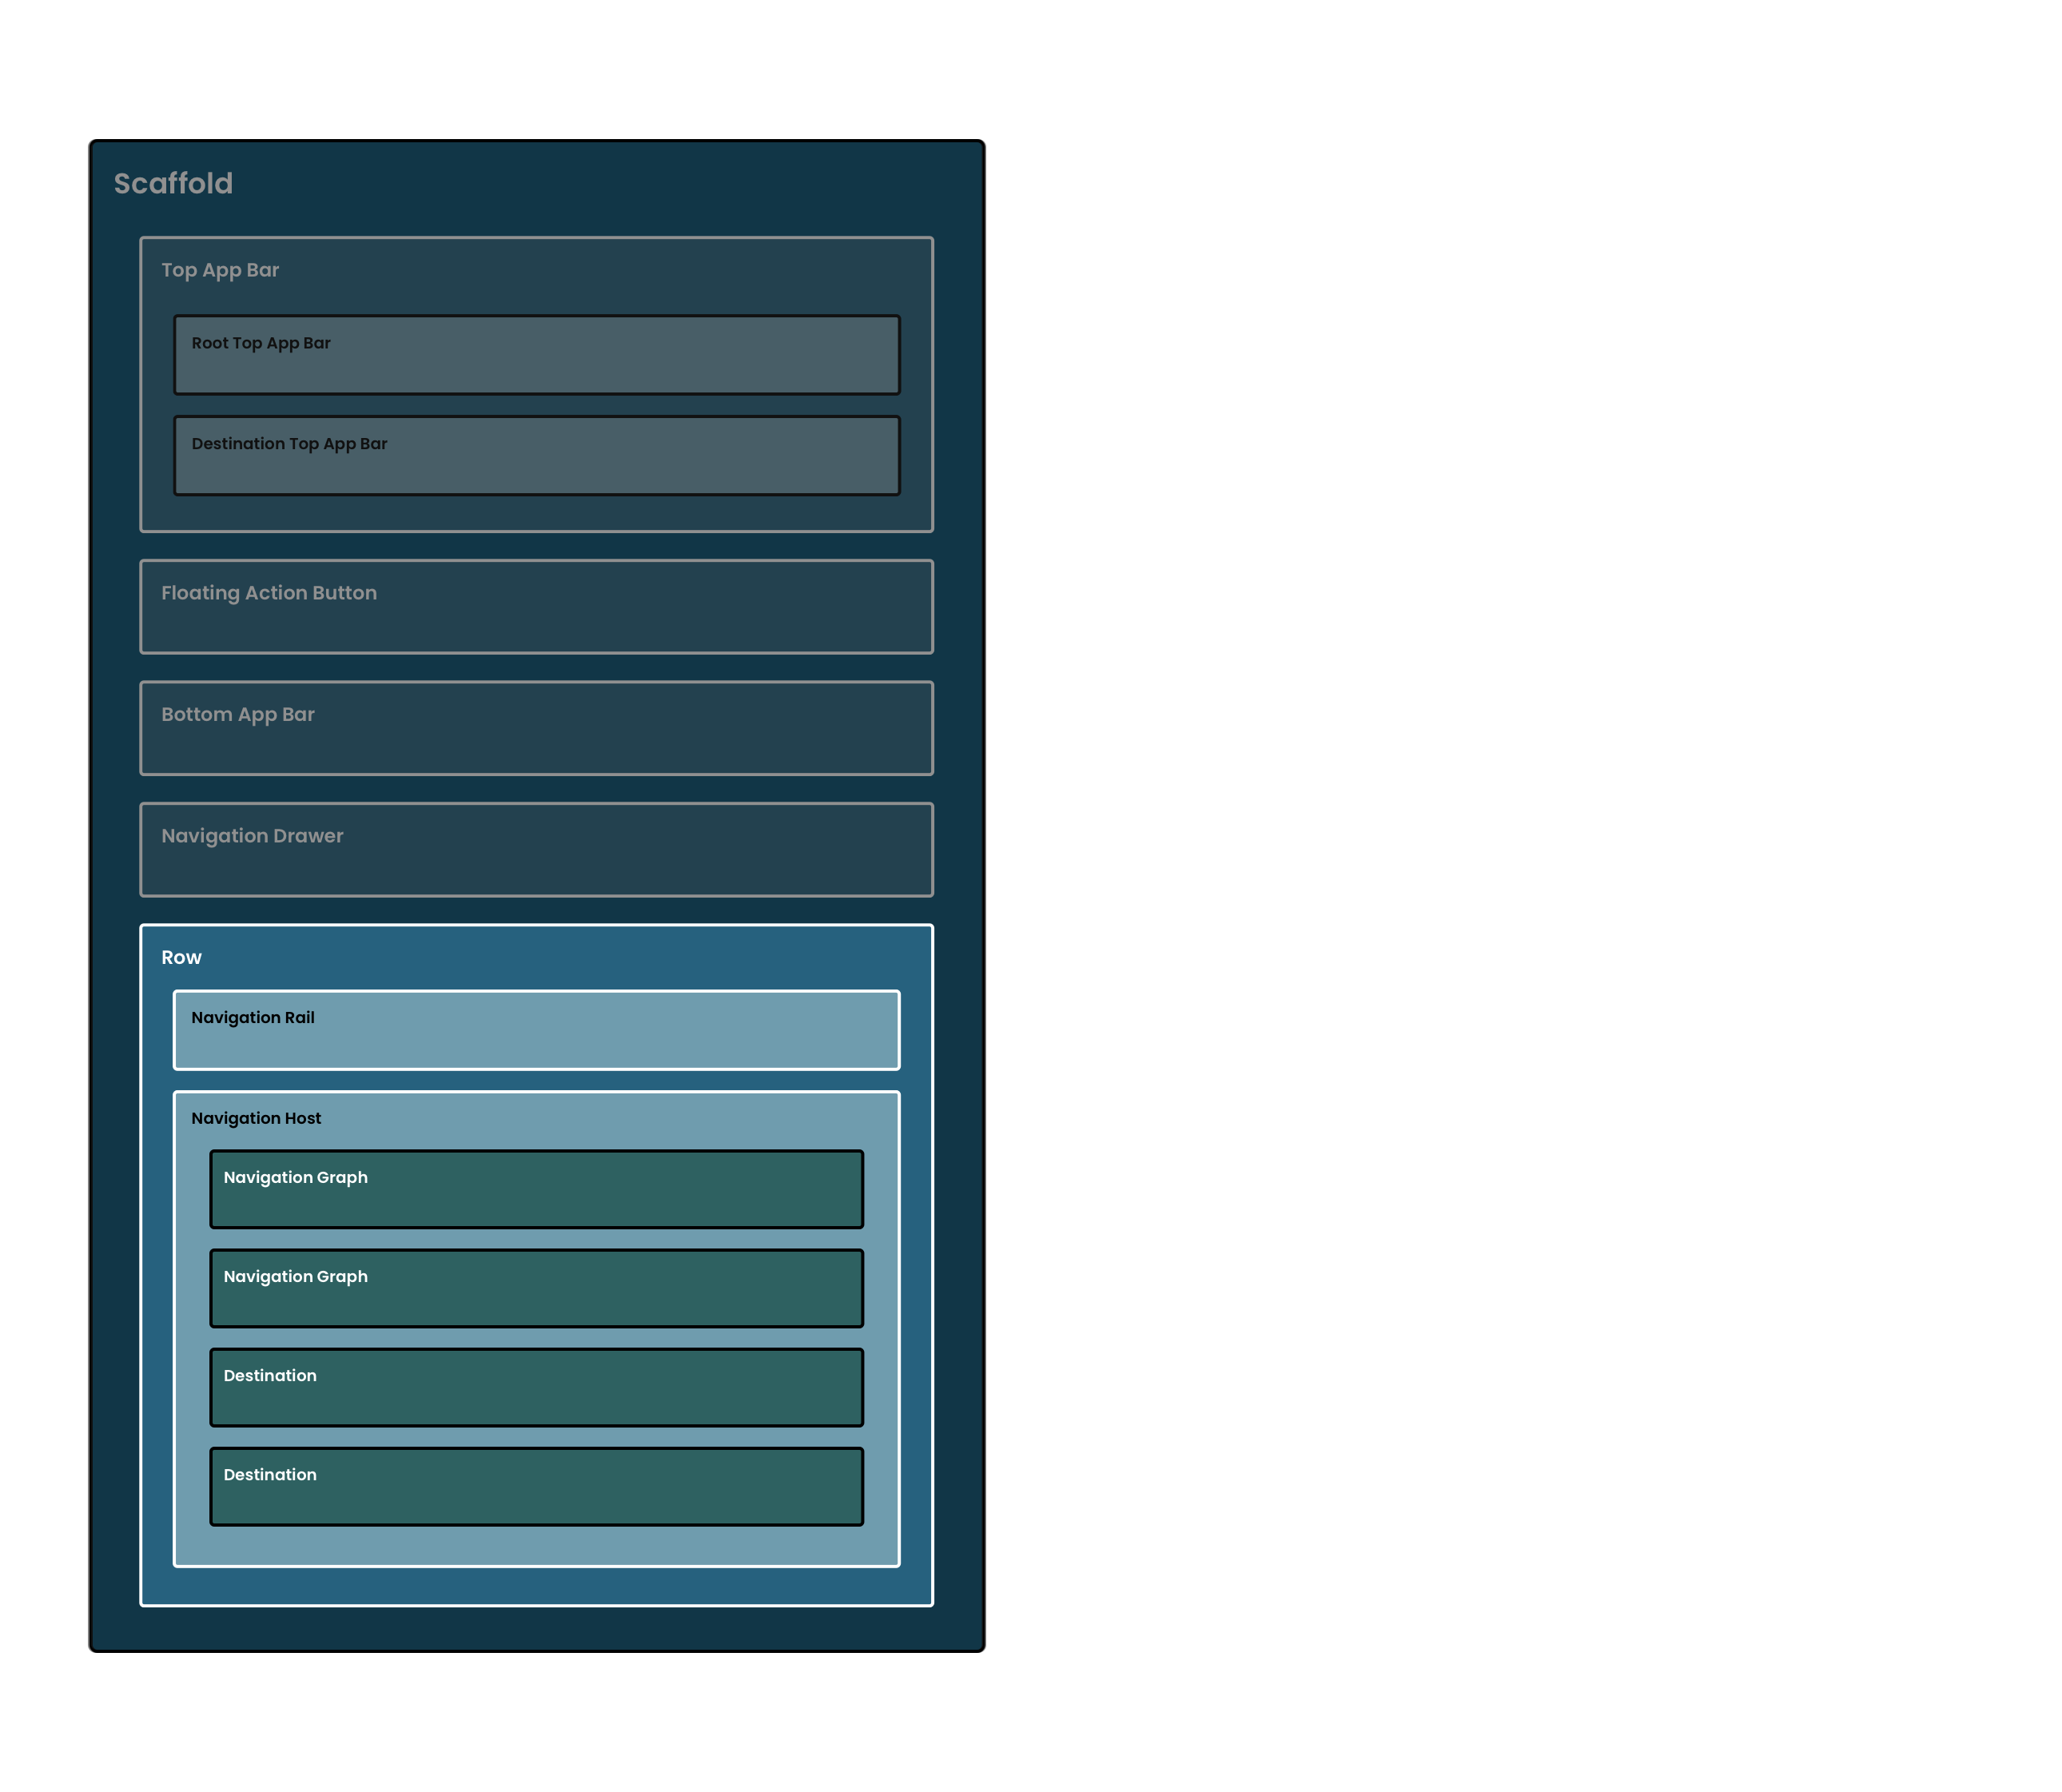 Scaffold
Top App Bar
Root Top App Bar
Destination Top App Bar
Floating Action Button
Bottom App Bar
Navigation Drawer
Row
Navigation Rail
Navigation Host
Navigation Graph
Navigation Graph
Destination
Destination